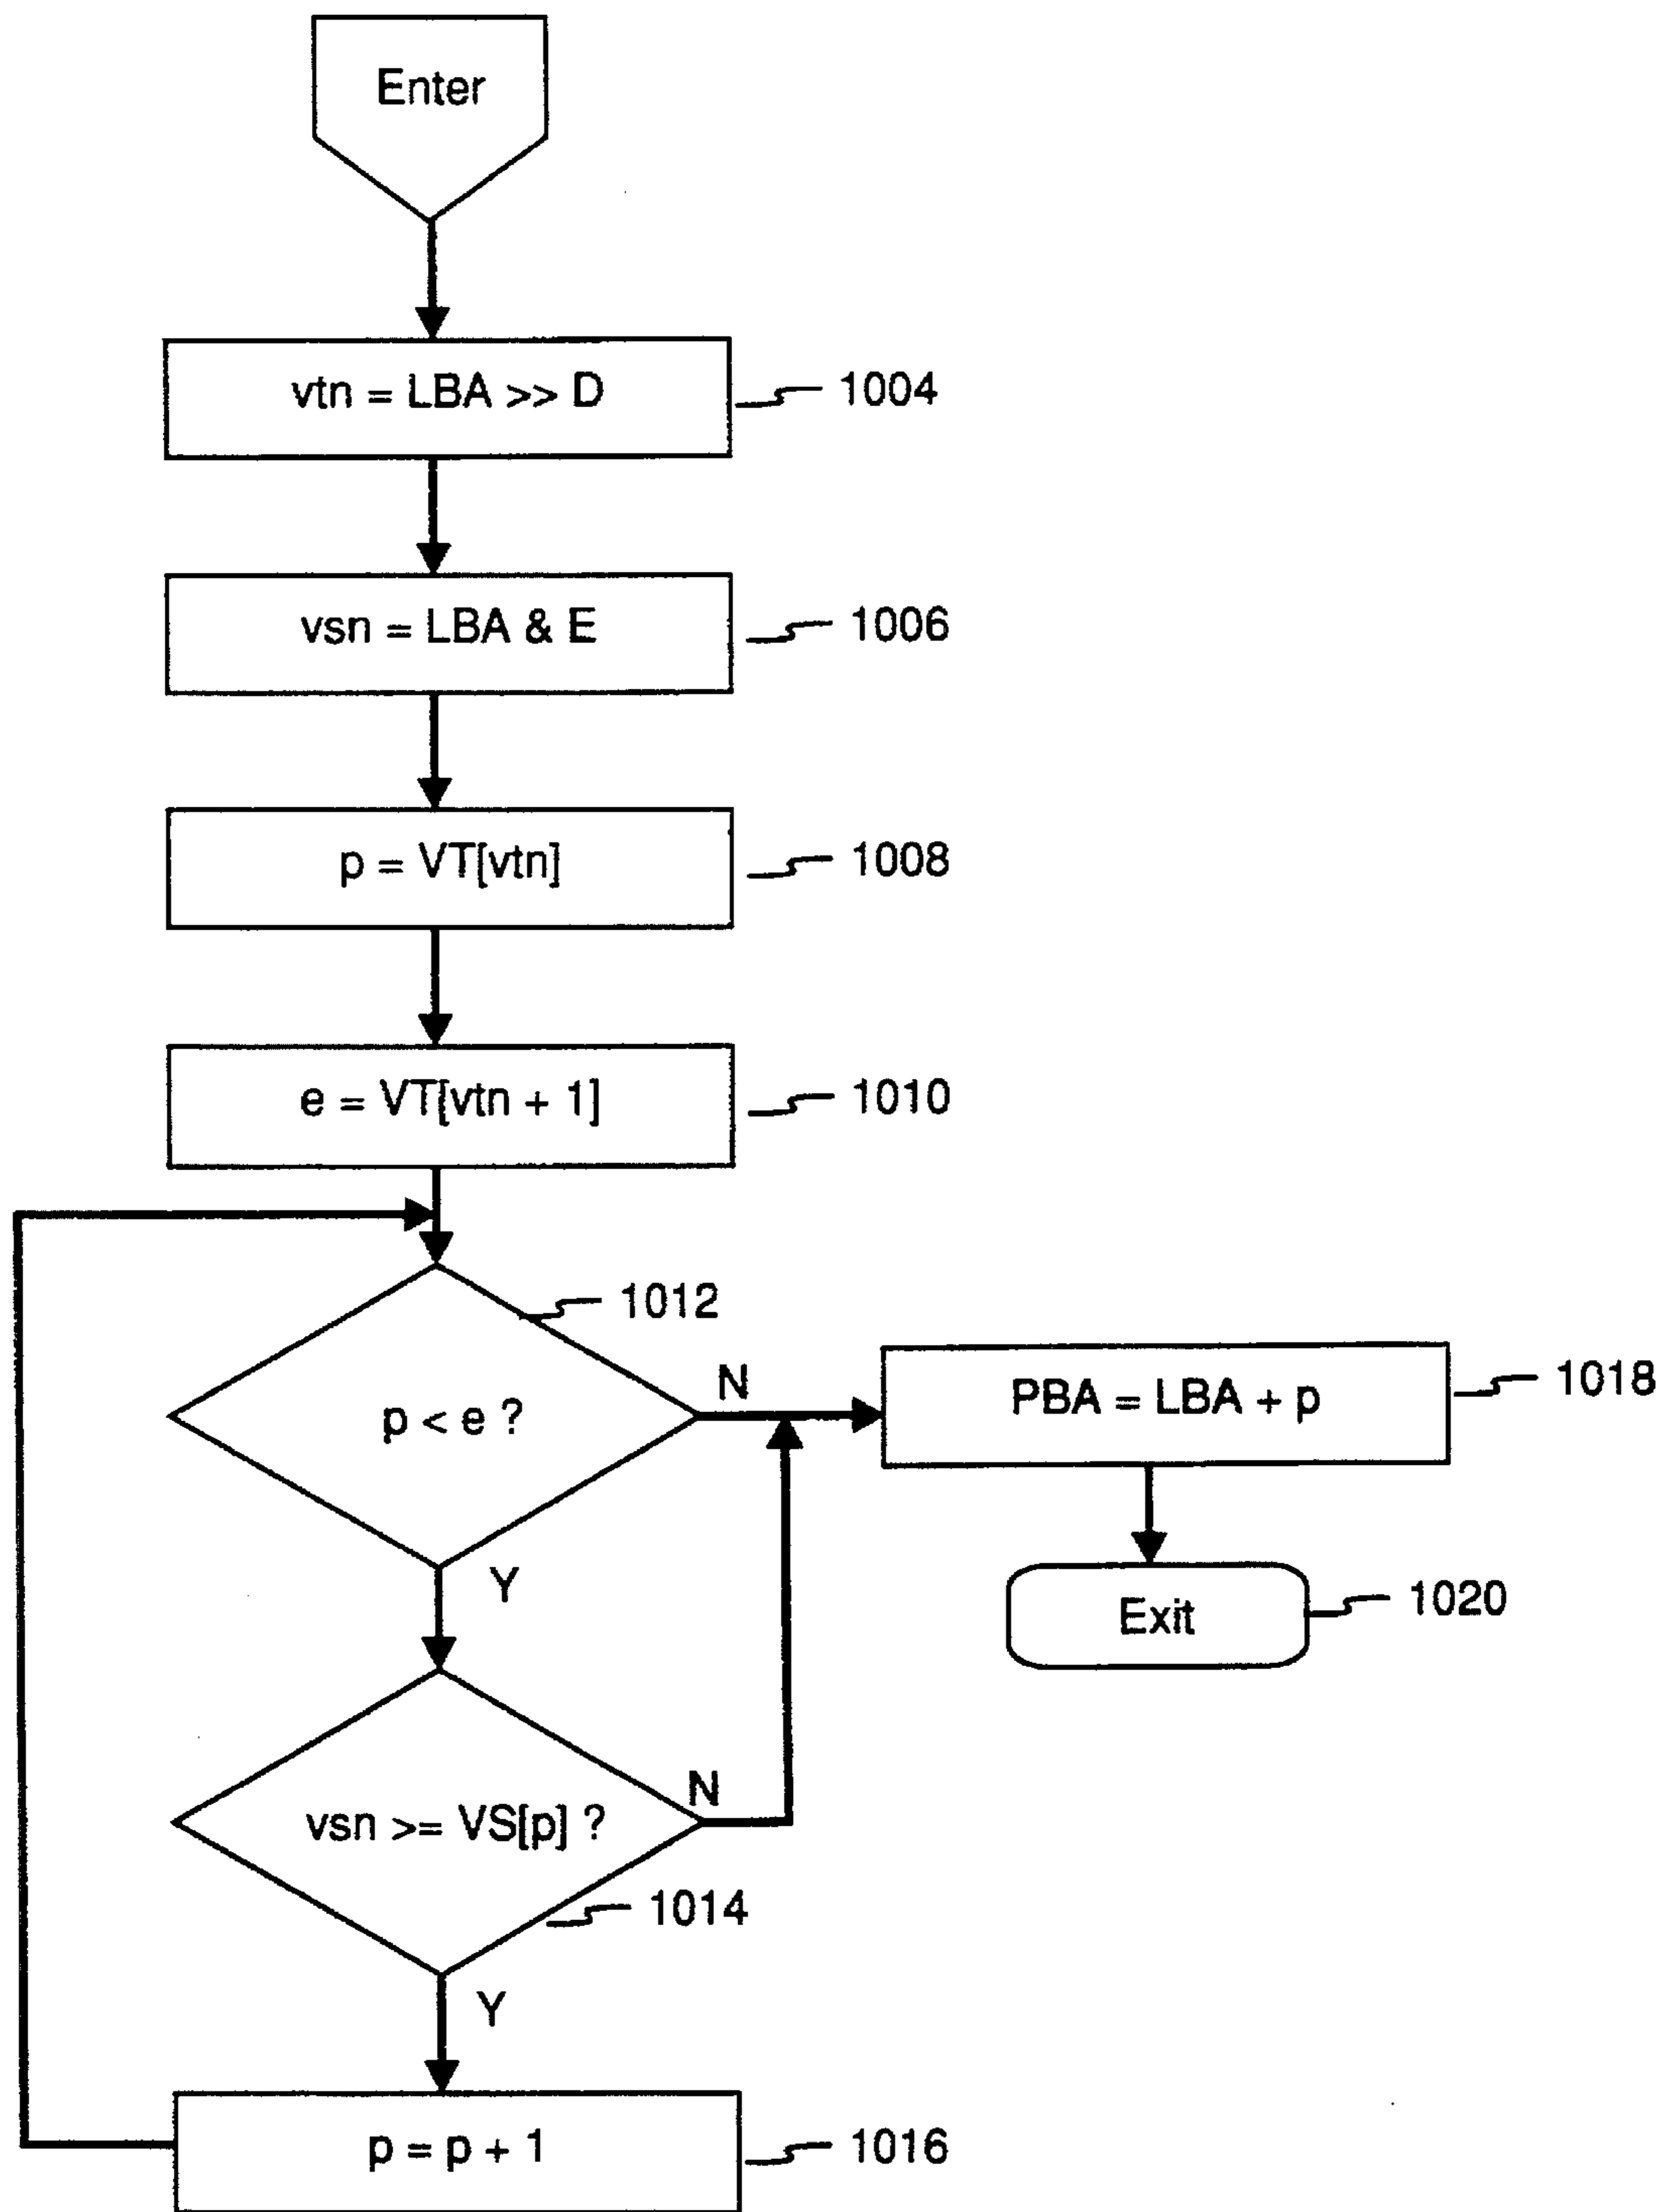 Enter
vtn = LBA >> D
1004
vsn = LBA & E
1006
p = VT[vtn]
1008
e = VT[vtn + 1]
1010
1012
p < e ?
N
Y
PBA = LBA + p
1018
Exit
1020
vsn >= VS[p] ?
N
1014
Y
p = p + 1
1016